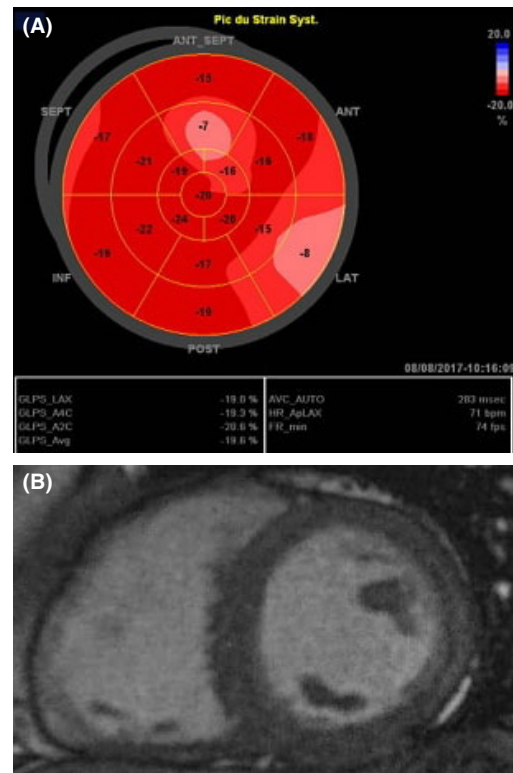 (A)
Pic du Strain Syst.
ANT_SEPT
20.0
-20.0
%
SEPT
ANT
-15
-17
-7
-18
-21
-19
-16
-16
-20
-24
-20
-15
-22
-8
-17
INF
LAT
-19
POST
08/08/2017-10:16:09
GLPS_LAX -19.0 % AVC_AUTO 283 msec
GLPS_A4C -19.3 % HR_ApLAX 71 bpm
GLPS_A2C -20.6 % FR_min 74 fps
GLPS_Avg -19.6 %
(B)